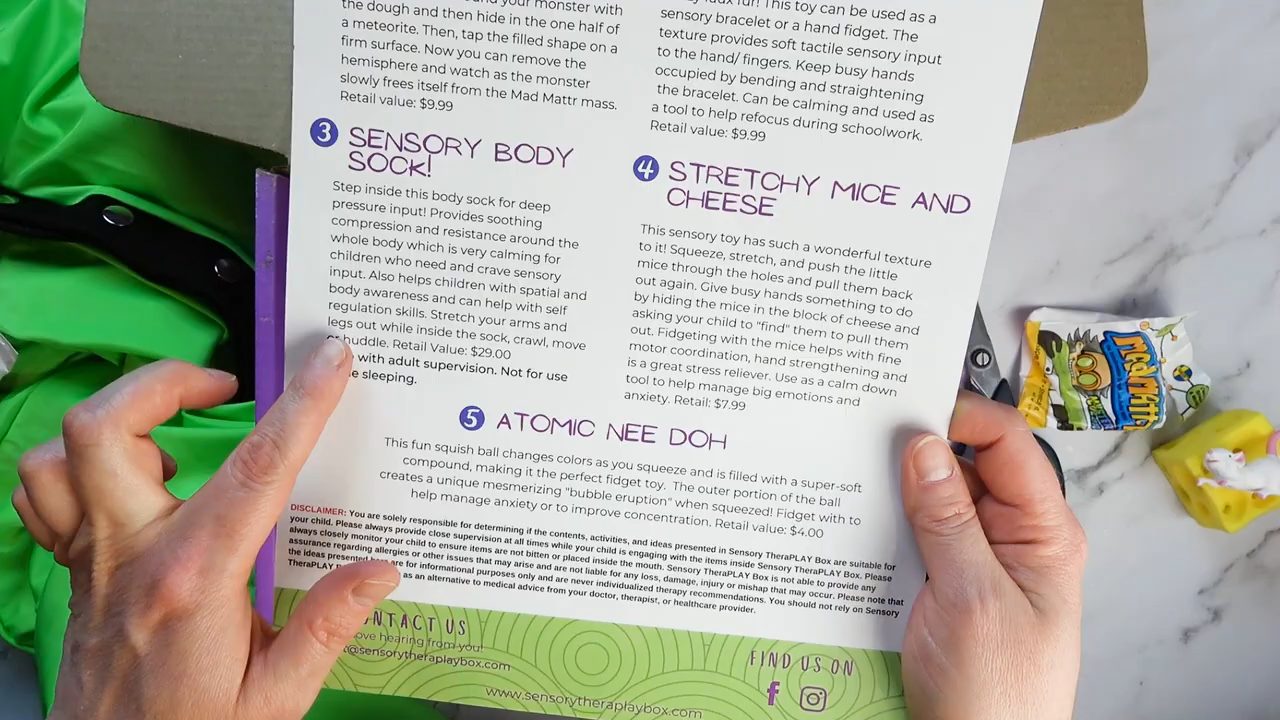 your monster with
the dough and then hide in the one half of
a meteorite. Then, tap the filled shape on a
firm surface. Now you can remove the
hemisphere and watch as the monster
slowly frees itself from the Mad Mattr mass.
Retail value: $9.99
faux fur! This toy can be used as a
sensory bracelet or a hand fidget. The
texture provides soft tactile sensory input
to the hand/ fingers. Keep busy hands
occupied by bending and straightening
the bracelet. Can be calming and used as
a tool to help refocus during schoolwork.
Retail value: $9.99
3 SENSORY BODY
SOCK!
Step inside this body sock for deep
pressure input! Provides soothing
compression and resistance around the
whole body which is very calming for
children who need and crave sensory
input. Also helps children with spatial and
body awareness and can help with self
regulation skills. Stretch your arms and
legs out while inside the sock, crawl, move
or huddle. Retail Value: $29.00
with adult supervision. Not for use
sleeping.
4 STRETCHY MICE AND
CHEESE
This sensory toy has such a wonderful texture
to it! Squeeze, stretch, and push the little
mice through the holes and pull them back
out again. Give busy hands something to do
by hiding the mice in the block of cheese and
asking your child to "find" them to pull them
out. Fidgeting with the mice helps with fine
motor coordination, hand strengthening and
is a great stress reliever. Use as a calm down
tool to help manage big emotions and
anxiety. Retail: $7.99
5 ATOMIC NEE DOH
This fun squish ball changes colors as you squeeze and is filled with a super-soft
compound, making it the perfect fidget toy. The outer portion of the ball
creates a unique mesmerizing "bubble eruption" when squeezed! Fidget with to
help manage anxiety or to improve concentration. Retail value: $4.00
DISCLAIMER: You are solely responsible for determining if the contents, activities, and ideas presented in Sensory TheraPLAY Box are suitable for
your child. Please always provide close supervision at all times while your child is engaging with the items inside Sensory TheraPLAY Box. Please
always closely monitor your child to ensure items are not bitten or placed inside the mouth. Sensory TheraPLAY Box is not able to provide any
assurance regarding allergies or other issues that may arise and are not liable for any loss, damage, injury or mishap that may occur. Please note that
the ideas presented here are for informational purposes only and are never individualized therapy recommendations. You should not rely on Sensory
TheraPLAY as an alternative to medical advice from your doctor, therapist, or healthcare provider.
NTACT US
ove hearing from you!
@sensorytheraplaybox.com
www.sensorytheraplaybox.com
FIND US ON
Mad Mattr